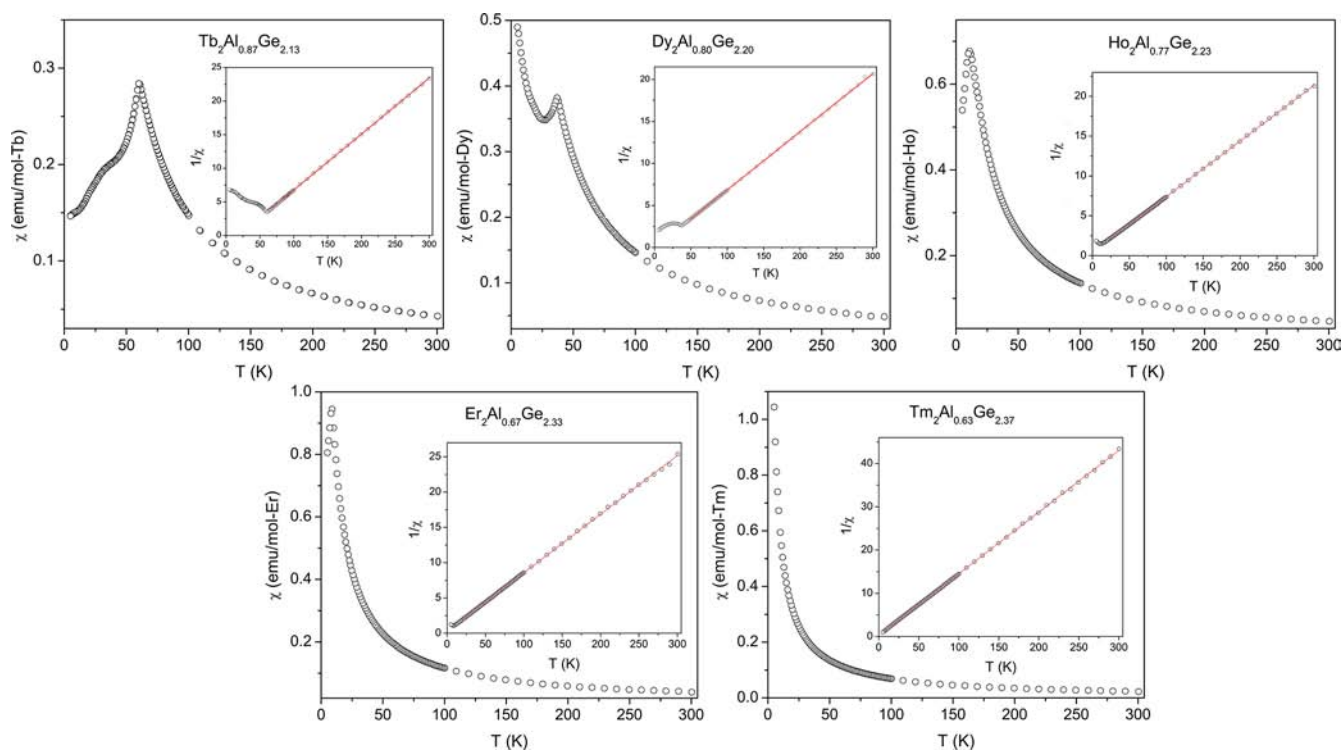 Tb2Al0.87Ge2.13
χ (emu/mol-Tb)
0.3
0.2
0.1
0 50 100 150 200 250 300
T (K)
1/χ
25
20
15
10
5
0
0 50 100 150 200 250 300
T (K)
Dy2Al0.80Ge2.20
χ (emu/mol-Dy)
0.5
0.4
0.3
0.2
0.1
0.0
0 50 100 150 200 250 300
T (K)
1/χ
20
15
10
5
0
0 50 100 150 200 250 300
T (K)
Ho2Al0.77Ge2.23
χ (emu/mol-Ho)
0.6
0.4
0.2
0 50 100 150 200 250 300
T (K)
1/χ
20
15
10
5
0
0 50 100 150 200 250 300
T (K)
Er2Al0.67Ge2.33
χ (emu/mol-Er)
1.0
0.8
0.6
0.4
0.2
0 50 100 150 200 250 300
T (K)
1/χ
25
20
15
10
5
0
0 50 100 150 200 250 300
T (K)
Tm2Al0.63Ge2.37
χ (emu/mol-Tm)
1.0
0.8
0.6
0.4
0.2
0.0
0 50 100 150 200 250 300
T (K)
1/χ
40
30
20
10
0
0 50 100 150 200 250 300
T (K)